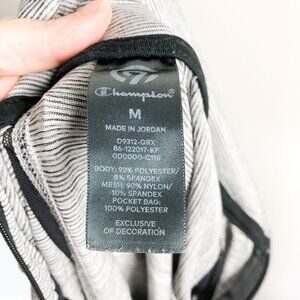 Champion
M
MADE IN JORDAN
D9312-GRX
86-122017-KF
000000-C118
BODY: 92% POLYESTER/
8% SPANDEX
MESH: 90% NYLON/
10% SPANDEX
POCKET BAG:
100% POLYESTER
EXCLUSIVE
OF DECORATION